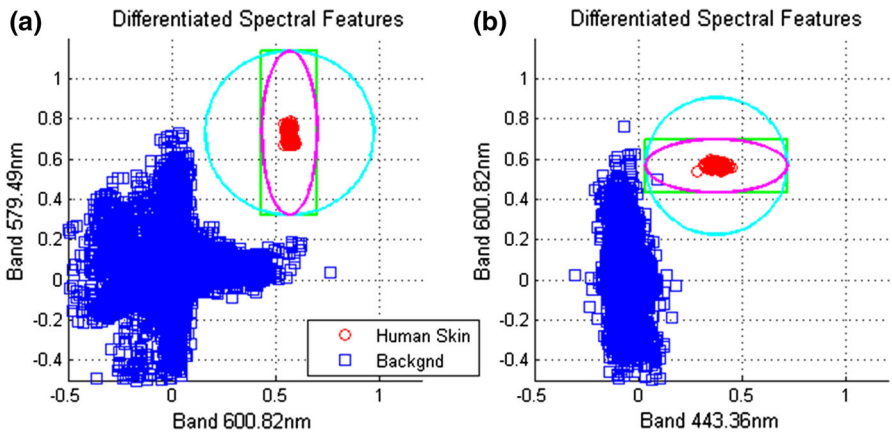 (a)
Differentiated Spectral Features
Band 579.49nm
1
0.8
0.6
0.4
0.2
0
-0.2
-0.4
-0.5
0
0.5
1
Band 600.82nm
Human Skin
Backgnd
(b)
Differentiated Spectral Features
Band 600.82nm
1
0.8
0.6
0.4
0.2
0
-0.2
-0.4
-0.5
0
0.5
1
Band 443.36nm